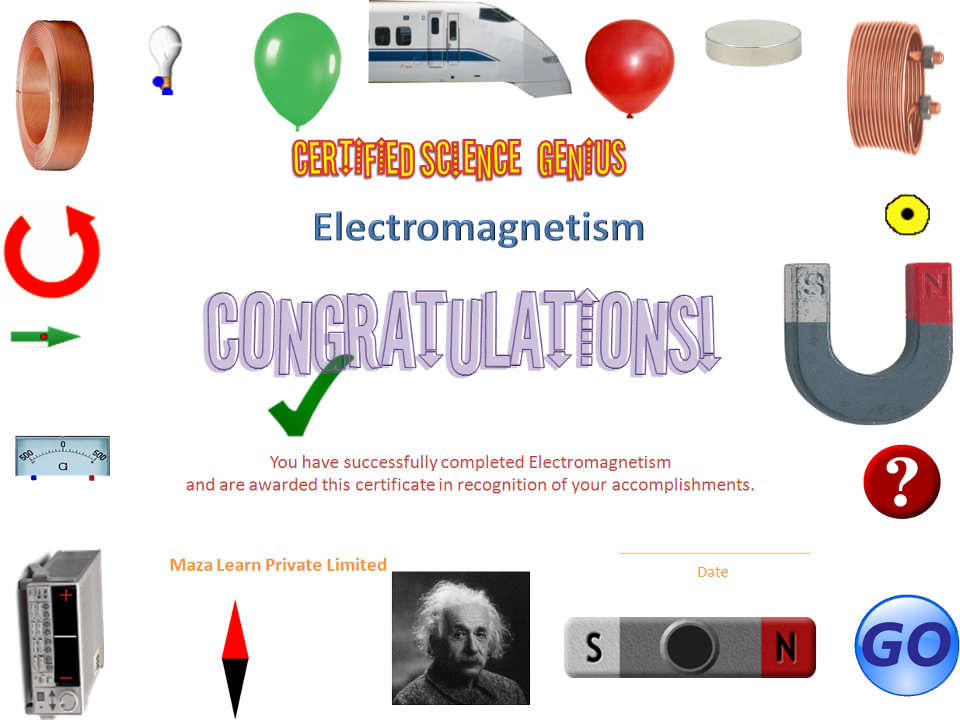 CERTIFIED SCIENCE GENIUS
Electromagnetism
CONGRATULATIONS!
S N
500 0 500
G
?
You have successfully completed Electromagnetism
and are awarded this certificate in recognition of your accomplishments.
Maza Learn Private Limited
Date
+
−
S N
GO